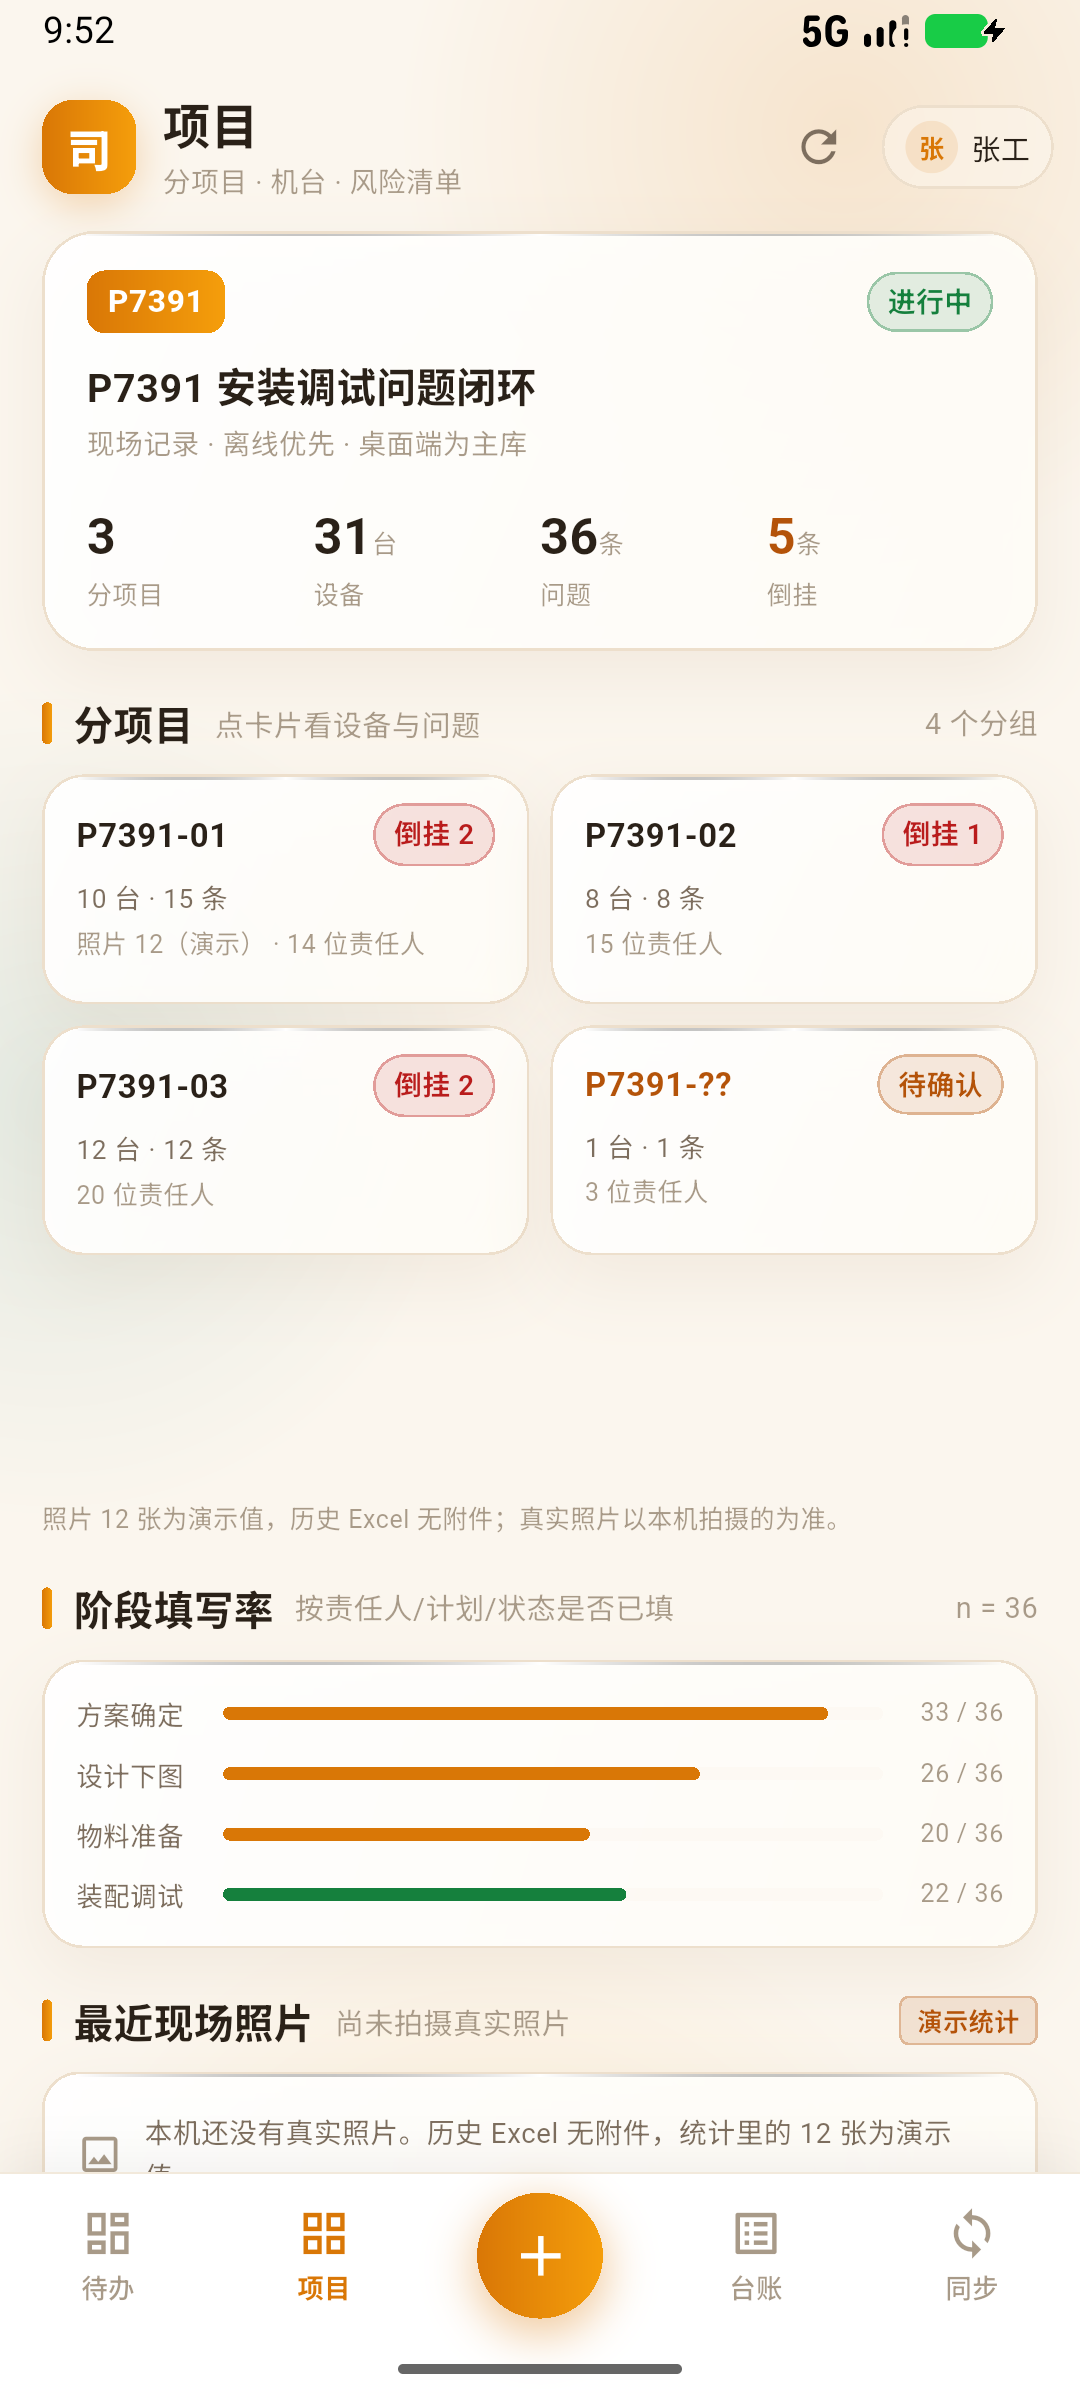 9:52
5G
司
项目
分项目 · 机台 · 风险清单
张 张工
P7391
进行中
P7391 安装调试问题闭环
现场记录 · 离线优先 · 桌面端为主库
3 31台 36条 5条
分项目 设备 问题 倒挂
分项目 点卡片看设备与问题 4 个分组
P7391-01 倒挂 2
10 台 · 15 条
照片 12（演示） · 14 位责任人
P7391-02 倒挂 1
8 台 · 8 条
15 位责任人
P7391-03 倒挂 2
12 台 · 12 条
20 位责任人
P7391-?? 待确认
1 台 · 1 条
3 位责任人
照片 12 张为演示值，历史 Excel 无附件；真实照片以本机拍摄的为准。
阶段填写率 按责任人/计划/状态是否已填 n = 36
方案确定 33 / 36
设计下图 26 / 36
物料准备 20 / 36
装配调试 22 / 36
最近现场照片 尚未拍摄真实照片 演示统计
本机还没有真实照片。历史 Excel 无附件，统计里的 12 张为演示
待办 项目 台账 同步